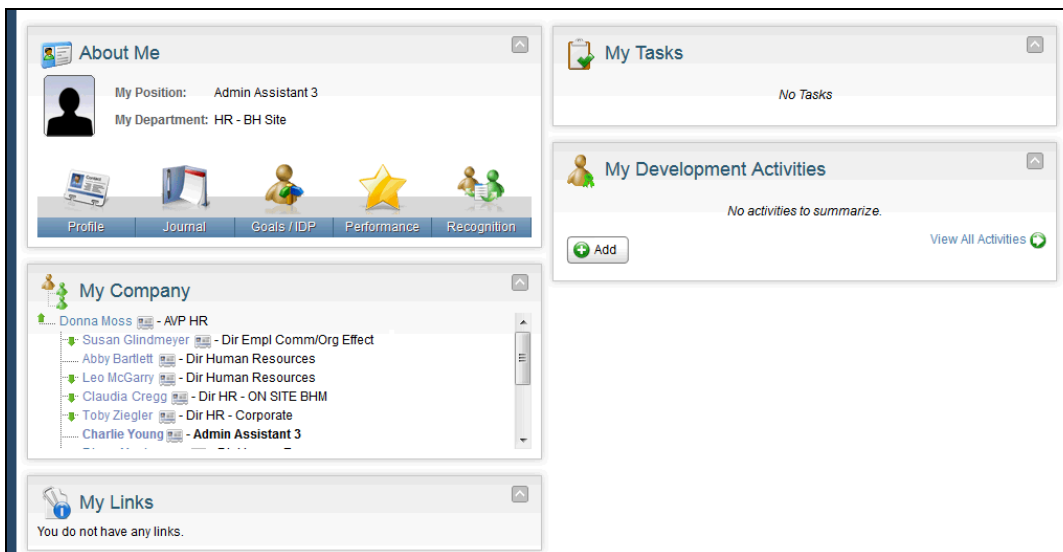 About Me
My Position: Admin Assistant 3
My Department: HR - BH Site
Profile Journal Goals / IDP Performance Recognition
My Company
Donna Moss - AVP HR
Susan Glindmeyer - Dir Empl Comm/Org Effect
Abby Bartlett - Dir Human Resources
Leo McGarry - Dir Human Resources
Claudia Cregg - Dir HR - ON SITE BHM
Toby Ziegler - Dir HR - Corporate
Charlie Young - Admin Assistant 3
My Links
You do not have any links.
My Tasks
No Tasks
My Development Activities
No activities to summarize.
Add
View All Activities